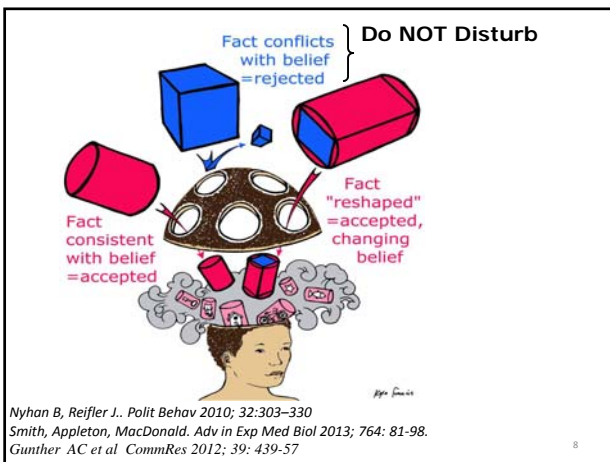 Fact conflicts
with belief
=rejected
Do NOT Disturb
Fact
consistent
with belief
=accepted
Fact
"reshaped"
=accepted,
changing
belief
Nyhan B, Reifler J.. Polit Behav 2010; 32:303–330
Smith, Appleton, MacDonald. Adv in Exp Med Biol 2013; 764: 81-98.
Gunther AC et al CommRes 2012; 39: 439-57
8